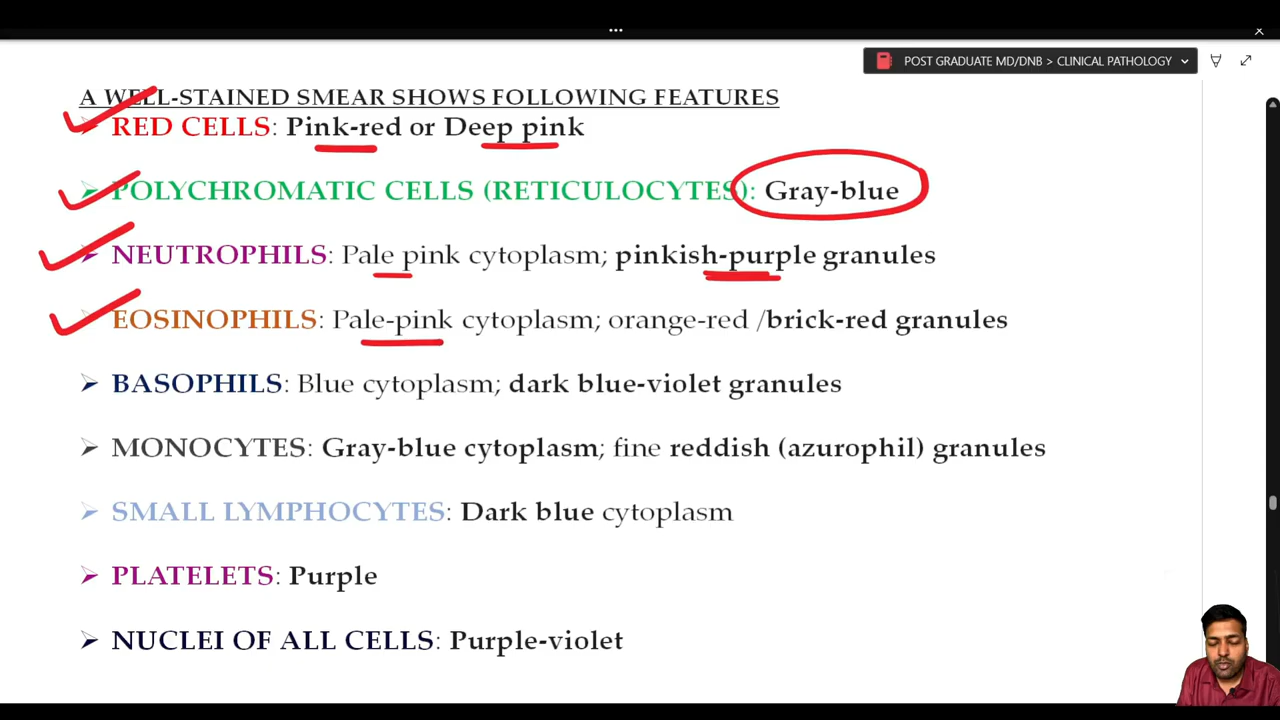 ...
POST GRADUATE MD/DNB > CLINICAL PATHOLOGY
A WELL-STAINED SMEAR SHOWS FOLLOWING FEATURES
➢ RED CELLS: Pink-red or Deep pink
➢ POLYCHROMATIC CELLS (RETICULOCYTES): Gray-blue
➢ NEUTROPHILS: Pale pink cytoplasm; pinkish-purple granules
➢ EOSINOPHILS: Pale-pink cytoplasm; orange-red /brick-red granules
➢ BASOPHILS: Blue cytoplasm; dark blue-violet granules
➢ MONOCYTES: Gray-blue cytoplasm; fine reddish (azurophil) granules
➢ SMALL LYMPHOCYTES: Dark blue cytoplasm
➢ PLATELETS: Purple
➢ NUCLEI OF ALL CELLS: Purple-violet